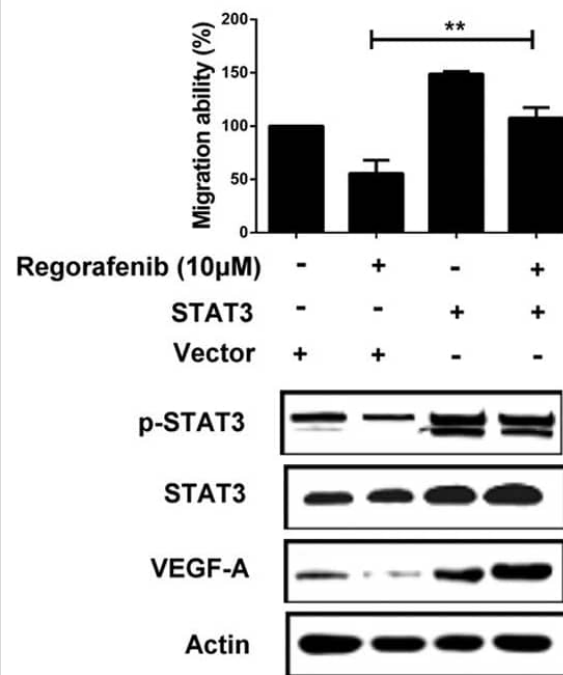 200
**
150
100
50
0
Migration ability (%)
Regorafenib (10μM) - + - +
STAT3 - - + +
Vector + + - -
p-STAT3
STAT3
VEGF-A
Actin